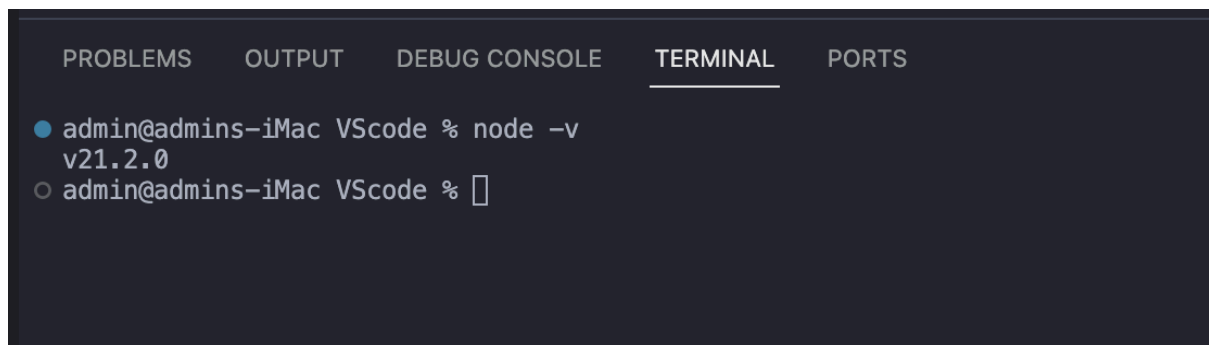 PROBLEMS OUTPUT DEBUG CONSOLE TERMINAL PORTS
admin@admins-iMac VScode % node -v
v21.2.0
admin@admins-iMac VScode %